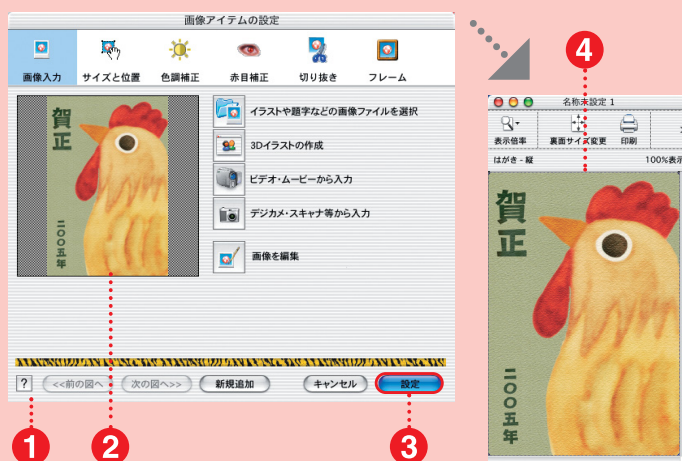 画像アイテムの設定
画像入力 サイズと位置 色調補正 赤目補正 切り抜き フレーム
賀正
二〇〇五年
イラストや題字などの画像ファイルを選択
3Dイラストの作成
ビデオ・ムービーから入力
デジカメ・スキャナ等から入力
画像を編集
? <<前の図へ 次の図へ>> 新規追加 キャンセル 設定
1 2 3
4
名称未設定 1
表示倍率 裏面サイズ変更 印刷
はがき - 縦 100%表示
賀正
二〇〇五年